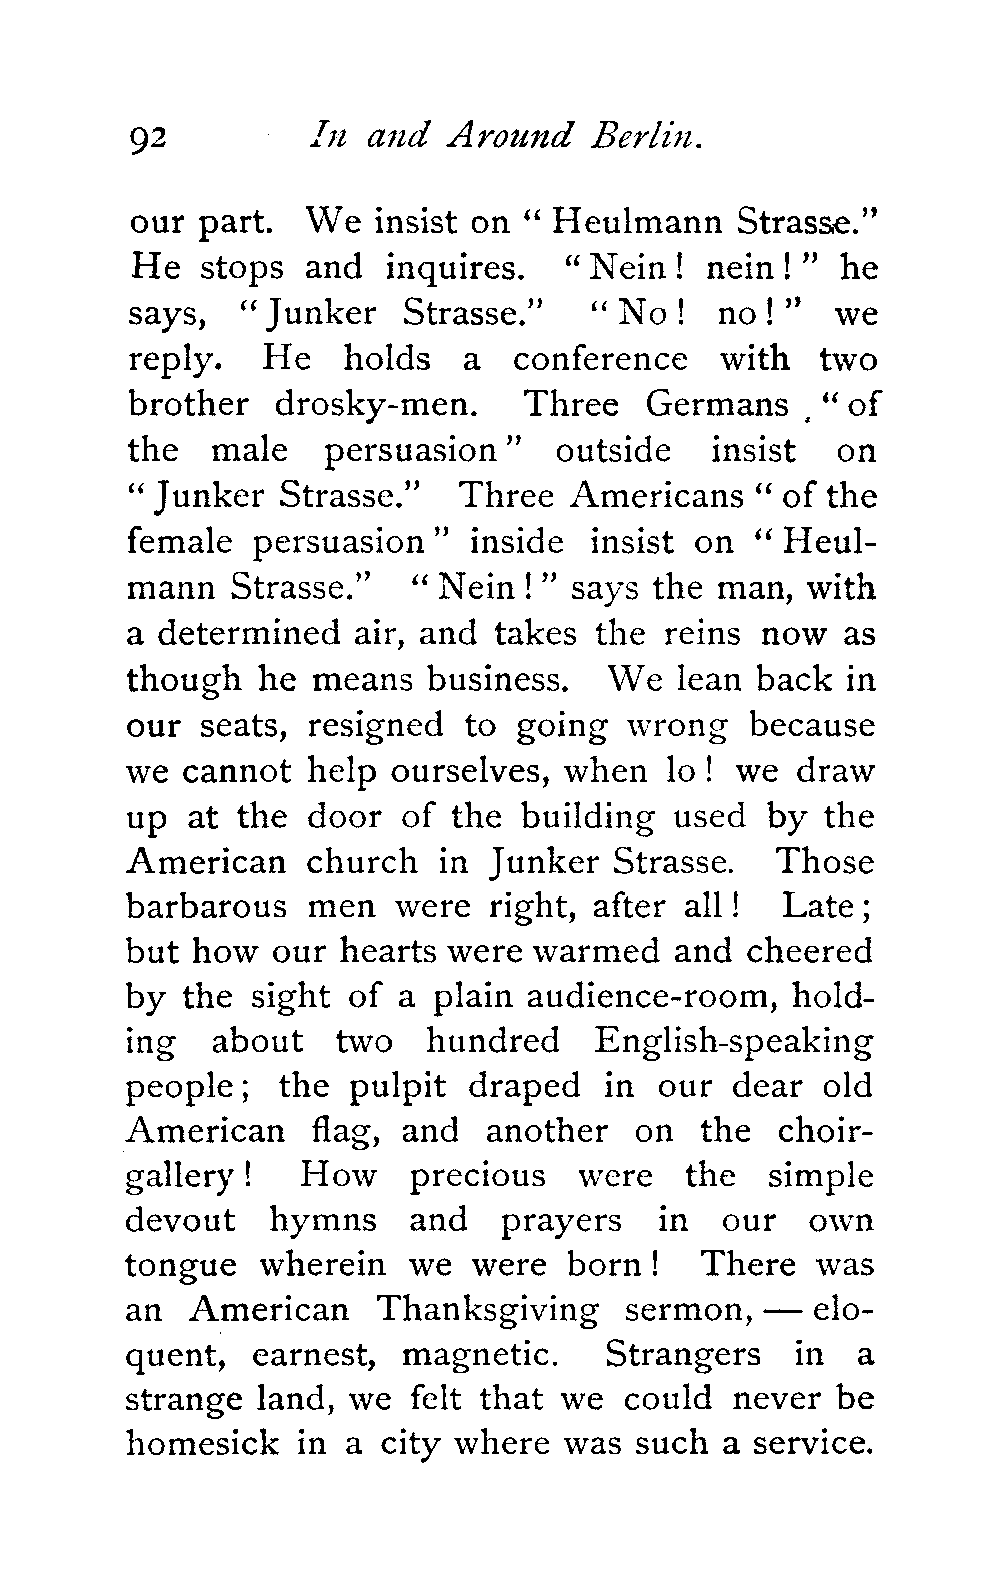 92 In and Around Berlin.
our part. We insist on " Heulmann Strasse."
He stops and inquires. " Nein ! nein ! " he
says, " Junker Strasse." " No ! no ! " we
reply. He holds a conference with two
brother drosky-men. Three Germans " of
the male persuasion " outside insist on
" Junker Strasse." Three Americans " of the
female persuasion " inside insist on " Heul-
mann Strasse." " Nein ! " says the man, with
a determined air, and takes the reins now as
though he means business. We lean back in
our seats, resigned to going wrong because
we cannot help ourselves, when lo ! we draw
up at the door of the building used by the
American church in Junker Strasse. Those
barbarous men were right, after all ! Late ;
but how our hearts were warmed and cheered
by the sight of a plain audience-room, hold-
ing about two hundred English-speaking
people ; the pulpit draped in our dear old
American flag, and another on the choir-
gallery ! How precious were the simple
devout hymns and prayers in our own
tongue wherein we were born ! There was
an American Thanksgiving sermon, — elo-
quent, earnest, magnetic. Strangers in a
strange land, we felt that we could never be
homesick in a city where was such a service.